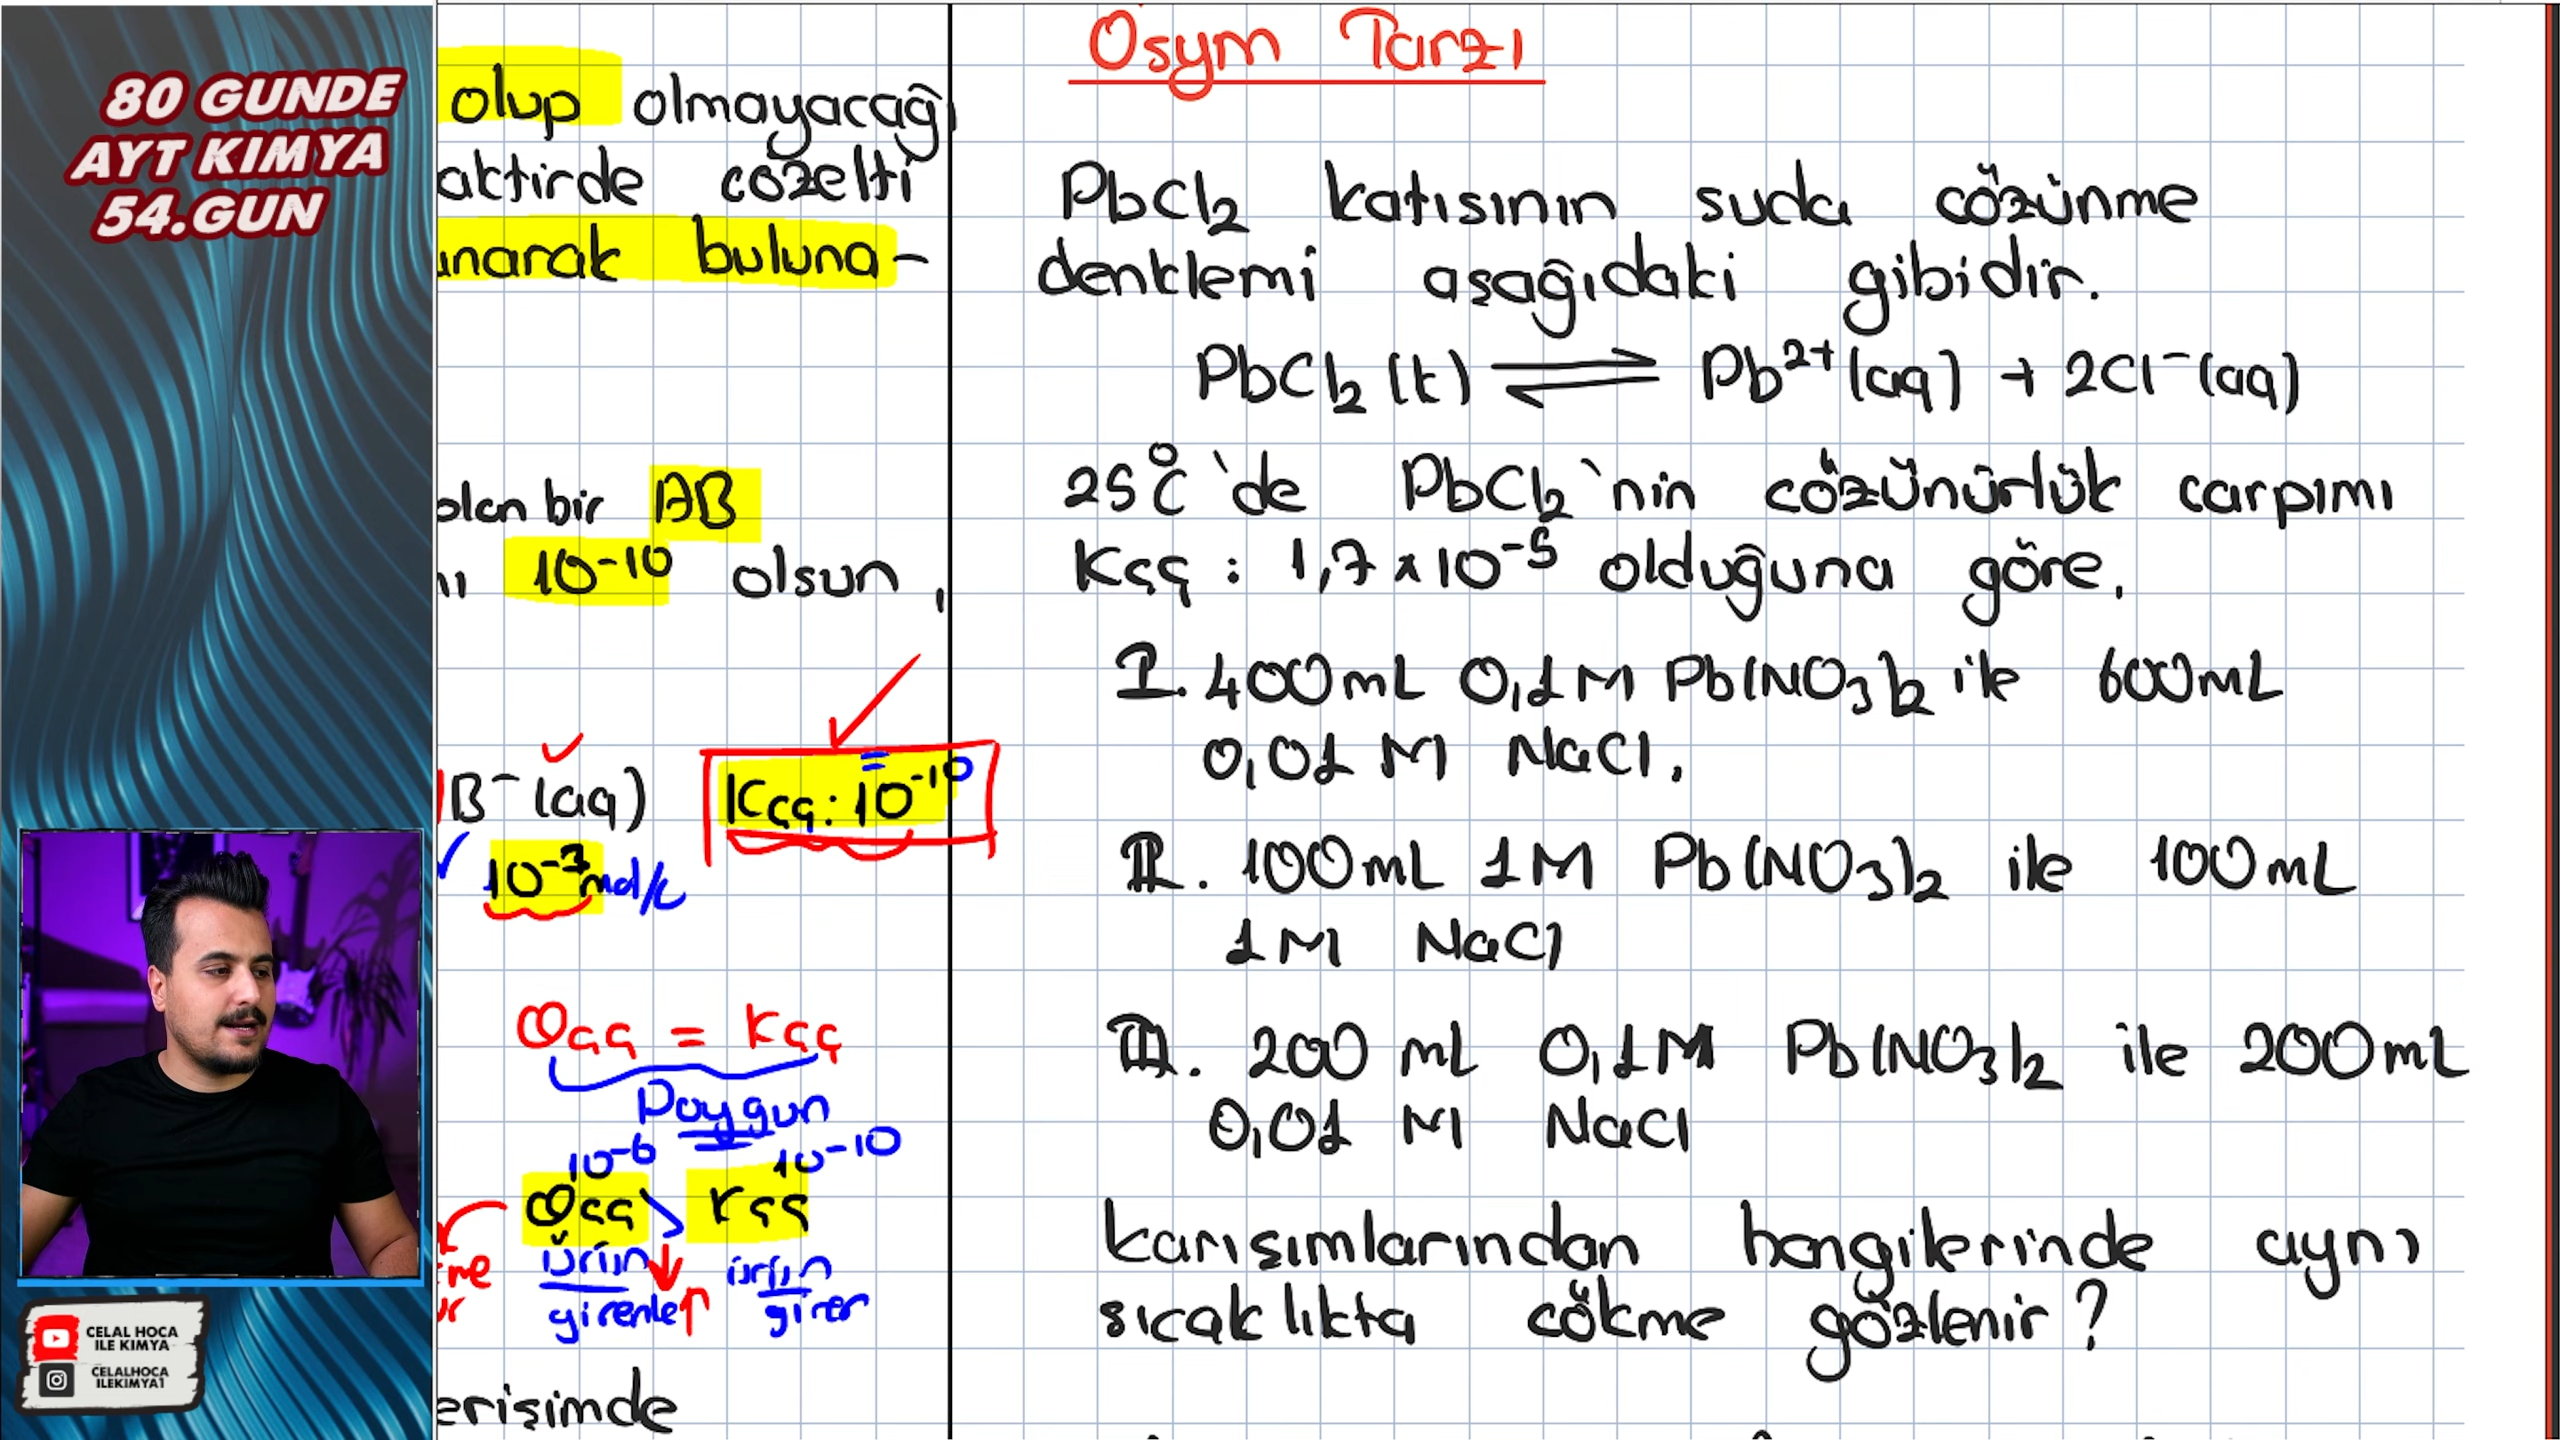 80 GUNDE
AYT KIMYA
54.GUN
olup olmayacağı
aktirde çözelti
unarak buluna-
olan bir AB
10-10 olsun,
B⁻(aq)
Kçç: 10⁻¹⁰
10⁻³ mol/L
Qçç = Kçç
Doygun
10⁻⁶ 10⁻¹⁰
Qçç > Kçç
ürün ürün
girenler girer
erişimde
CELAL HOCA
ILE KIMYA
CELALHOCA
ILEKIMYA1
Ösym Tarzı
PbCl₂ katısının suda çözünme
denklemi aşağıdaki gibidir.
PbCl₂(k) ⇌ Pb²⁺(aq) + 2Cl⁻(aq)
25°C'de PbCl₂'nin çözünürlük çarpımı
Kçç : 1,7x10⁻⁵ olduğuna göre,
I. 400mL 0,1M Pb(NO₃)₂ ile 600mL
0,01 M NaCl.
II. 100mL 1M Pb(NO₃)₂ ile 100mL
1M NaCl
III. 200 mL 0,1M Pb(NO₃)₂ ile 200mL
0,01 M NaCl
karışımlarından hangilerinde aynı
sıcaklıkta çökme gözlenir?